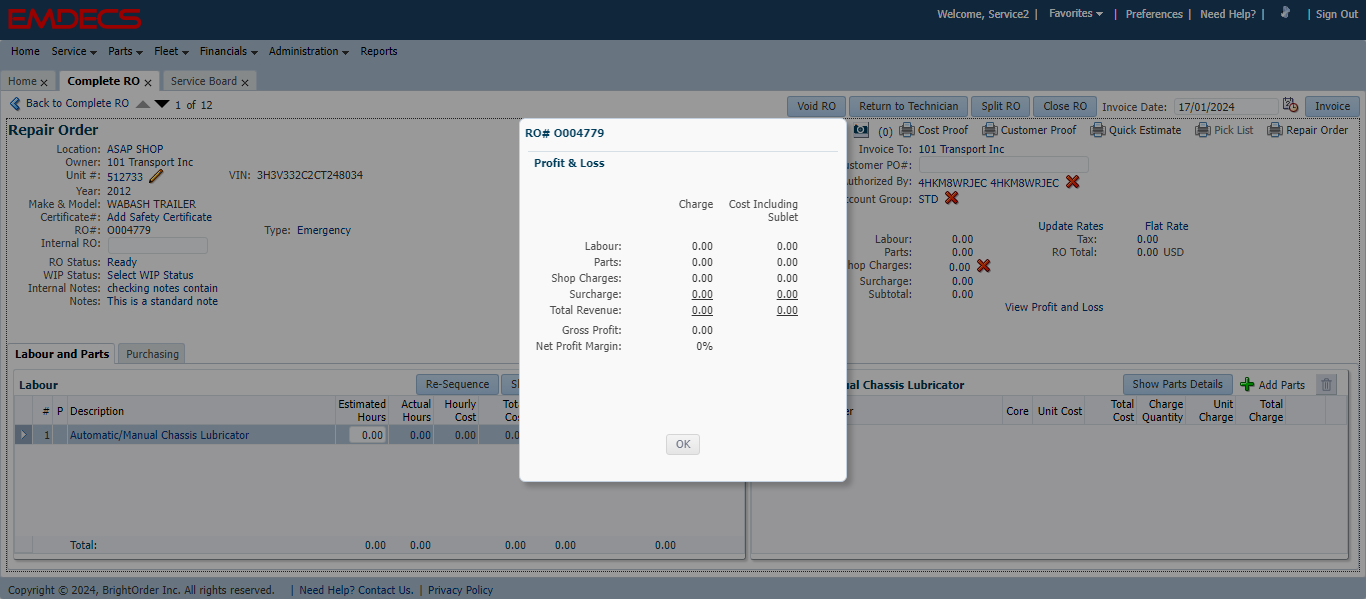 EMDECS
Welcome, Service2 | Favorites | Preferences | Need Help? | | Sign Out
Home Service Parts Fleet Financials Administration Reports
Home x Complete RO x Service Board x
Back to Complete RO 1 of 12 Void RO Return to Technician Split RO Close RO Invoice Date: 17/01/2024 Invoice
Repair Order
(0) Cost Proof Customer Proof Quick Estimate Pick List Repair Order
Location: ASAP SHOP
Owner: 101 Transport Inc
Unit #: 512733 VIN: 3H3V332C2CT248034
Year: 2012
Make & Model: WABASH TRAILER
Certificate#: Add Safety Certificate
RO#: O004779 Type: Emergency
Internal RO:
RO Status: Ready
WIP Status: Select WIP Status
Internal Notes: checking notes contain
Notes: This is a standard note
Invoice To: 101 Transport Inc
ustomer PO#:
uthorized By: 4HKM8WRJEC 4HKM8WRJEC
ccount Group: STD
Update Rates Flat Rate
Labour: 0.00 Tax: 0.00
Parts: 0.00 RO Total: 0.00 USD
hop Charges: 0.00
Surcharge: 0.00
Subtotal: 0.00
View Profit and Loss
RO# O004779
Profit & Loss
Charge Cost Including
Sublet
Labour: 0.00 0.00
Parts: 0.00 0.00
Shop Charges: 0.00 0.00
Surcharge: 0.00 0.00
Total Revenue: 0.00 0.00
Gross Profit: 0.00
Net Profit Margin: 0%
OK
Labour and Parts Purchasing
Labour Re-Sequence
# P Description Estimated Hours Actual Hours Hourly Cost
1 Automatic/Manual Chassis Lubricator 0.00 0.00 0.00 0.0
Total: 0.00 0.00 0.00 0.00 0.00
al Chassis Lubricator Show Parts Details Add Parts
Core Unit Cost Total Cost Charge Quantity Unit Charge Total Charge
Copyright © 2024, BrightOrder Inc. All rights reserved. | Need Help? Contact Us. | Privacy Policy